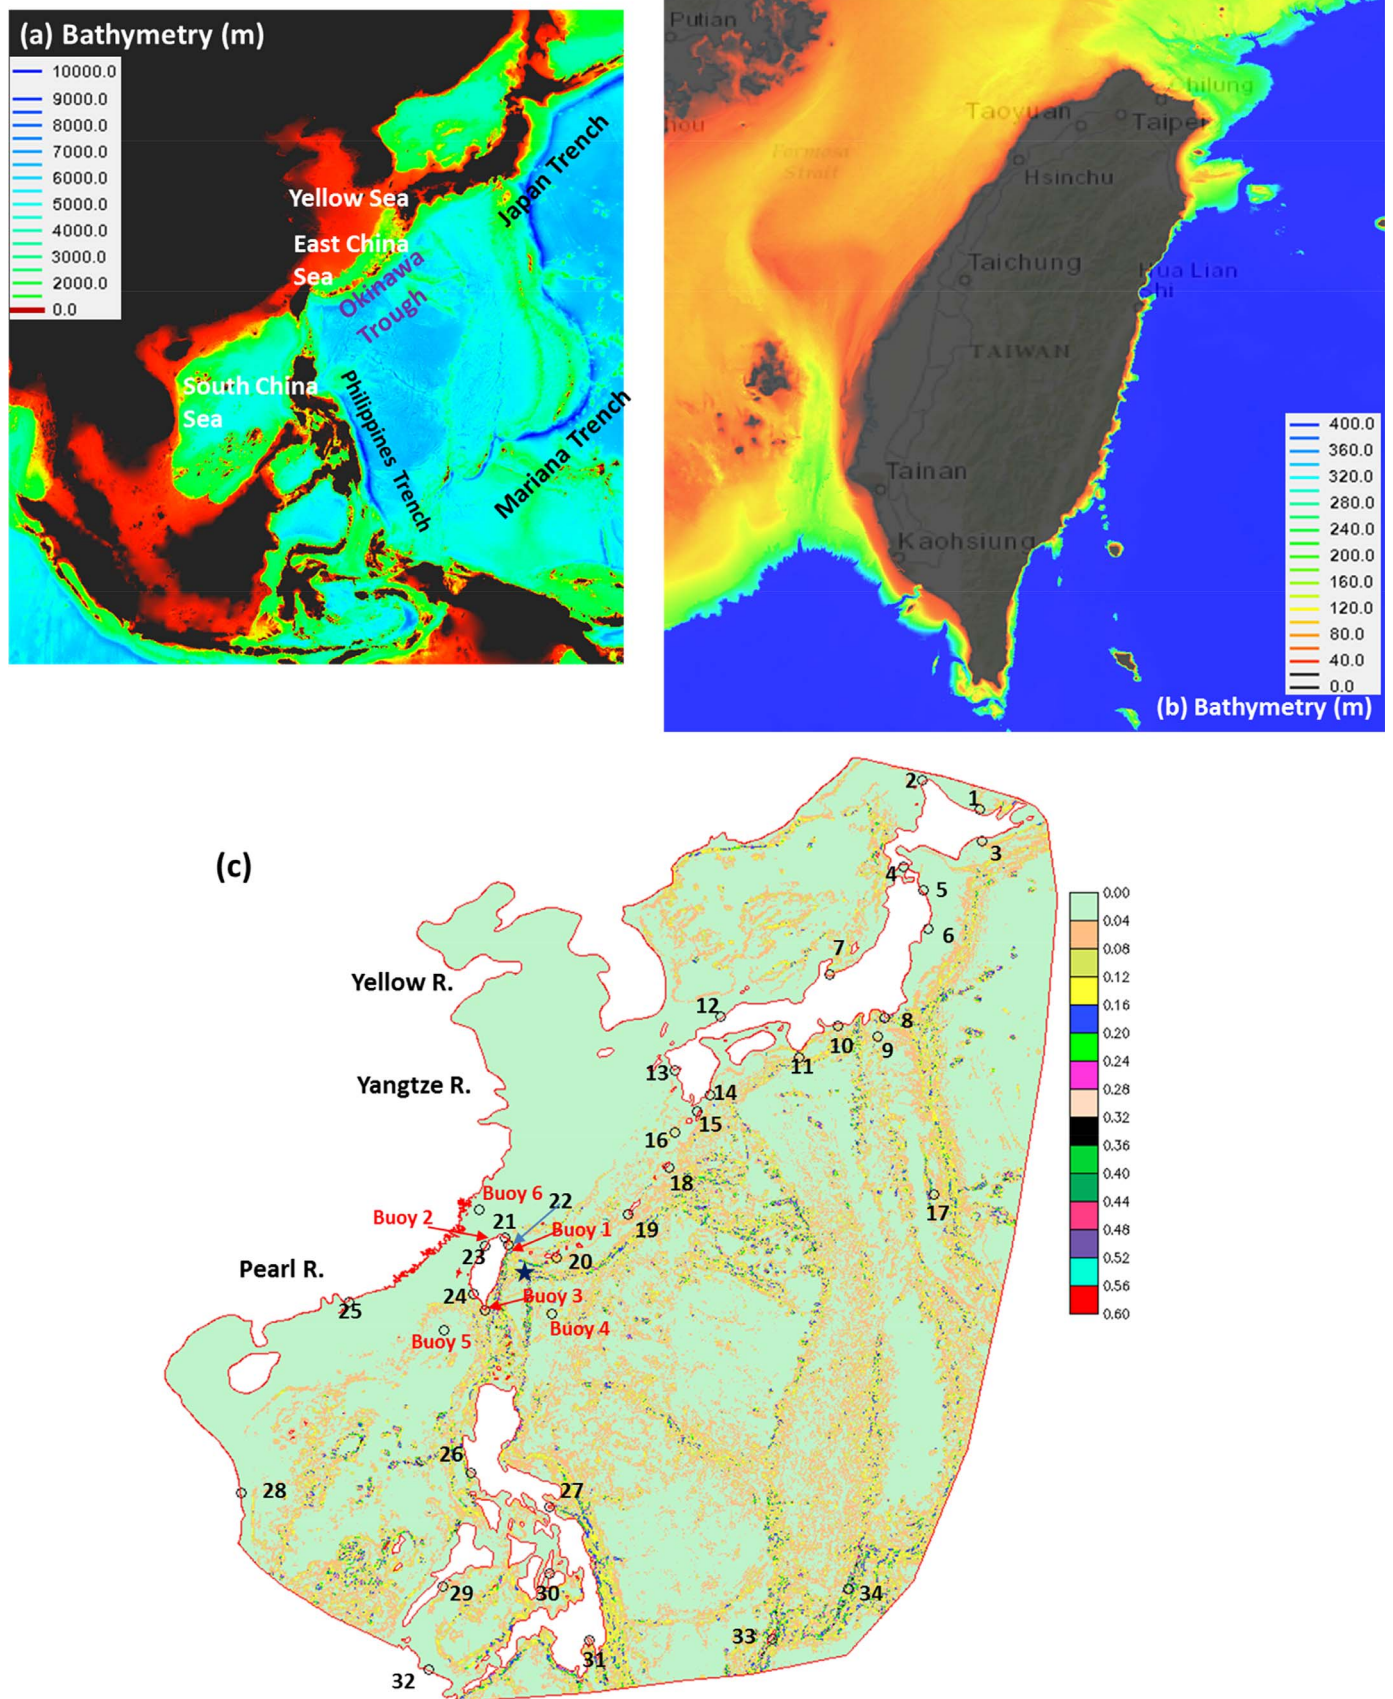 (a) Bathymetry (m)
10000.0
9000.0
8000.0
7000.0
6000.0
5000.0
4000.0
3000.0
2000.0
0.0
Yellow Sea
East China
Sea
Okinawa
Trough
South China
Sea
Japan Trench
Philippines Trench
Mariana Trench
Putian
Chilung
Taoyuan
Taipei
Formosa
Strait
hou
Hsinchu
Taichung
Hua Lian
Shi
TAIWAN
Tainan
Kaohsiung
400.0
360.0
320.0
280.0
240.0
200.0
160.0
120.0
80.0
40.0
0.0
(b) Bathymetry (m)
(c)
Yellow R.
Yangtze R.
Pearl R.
2
1
3
4
5
6
7
12
8
9
10
11
13
14
15
16
18
17
19
Buoy 6
22
Buoy 2
21
Buoy 1
23
20
24
Buoy 3
25
Buoy 5
Buoy 4
26
28
27
29
30
34
33
31
32
0.00
0.04
0.08
0.12
0.16
0.20
0.24
0.28
0.32
0.36
0.40
0.44
0.48
0.52
0.56
0.60